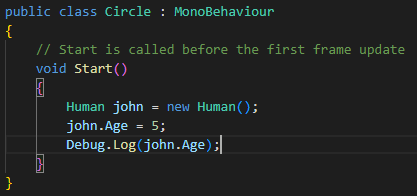 public class Circle : MonoBehaviour
{
    // Start is called before the first frame update
    void Start()
    {
        Human john = new Human();
        john.Age = 5;
        Debug.Log(john.Age);
    }
}